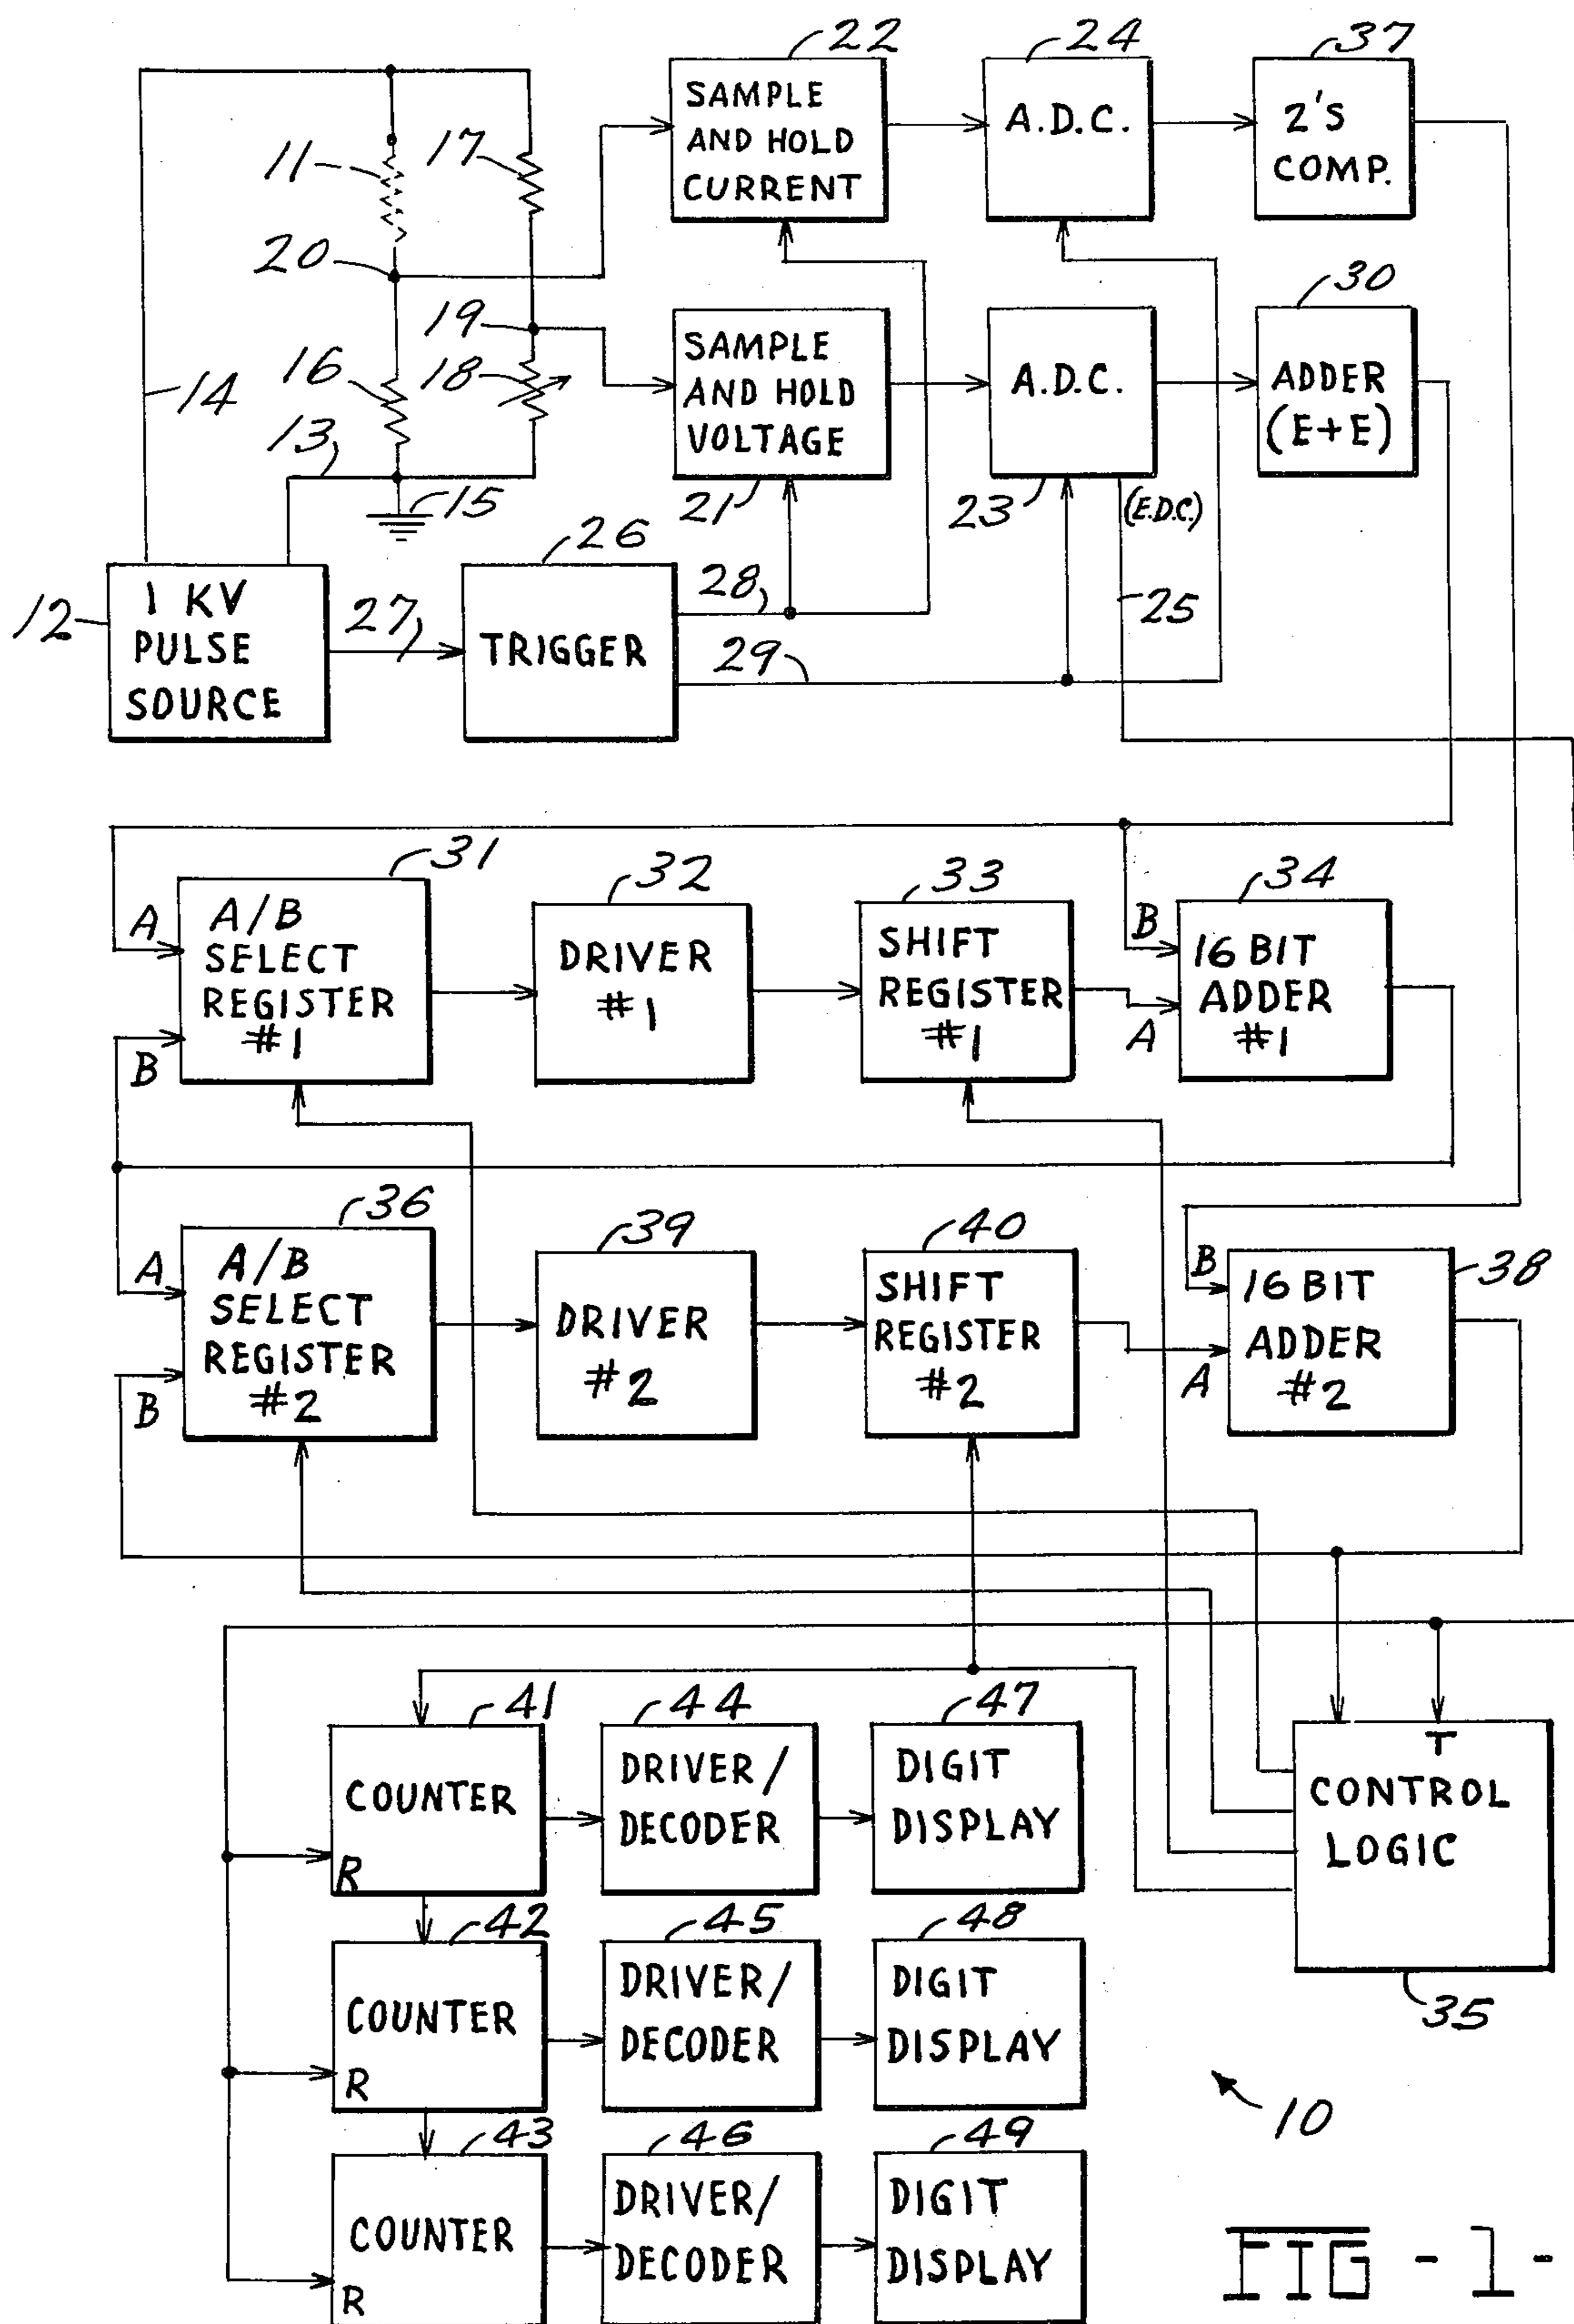 22
24
37
SAMPLE
AND HOLD
CURRENT
A.D.C.
2'S
COMP.
11
17
20
30
19
SAMPLE
AND HOLD
VOLTAGE
A.D.C.
ADDER
(E+E)
16
18
14
13
15
21
23
(E.D.C.)
26
12
1 KV
PULSE
SOURCE
27
TRIGGER
28
29
25
31
32
33
34
A
A/B
SELECT
REGISTER
#1
B
DRIVER
#1
SHIFT
REGISTER
#1
B
A
16 BIT
ADDER
#1
36
39
40
38
A
A/B
SELECT
REGISTER
#2
B
DRIVER
#2
SHIFT
REGISTER
#2
B
A
16 BIT
ADDER
#2
41
44
47
COUNTER
R
DRIVER/
DECODER
DIGIT
DISPLAY
T
CONTROL
LOGIC
35
42
45
48
COUNTER
R
DRIVER/
DECODER
DIGIT
DISPLAY
10
43
46
49
COUNTER
R
DRIVER/
DECODER
DIGIT
DISPLAY
FIG - 1 -